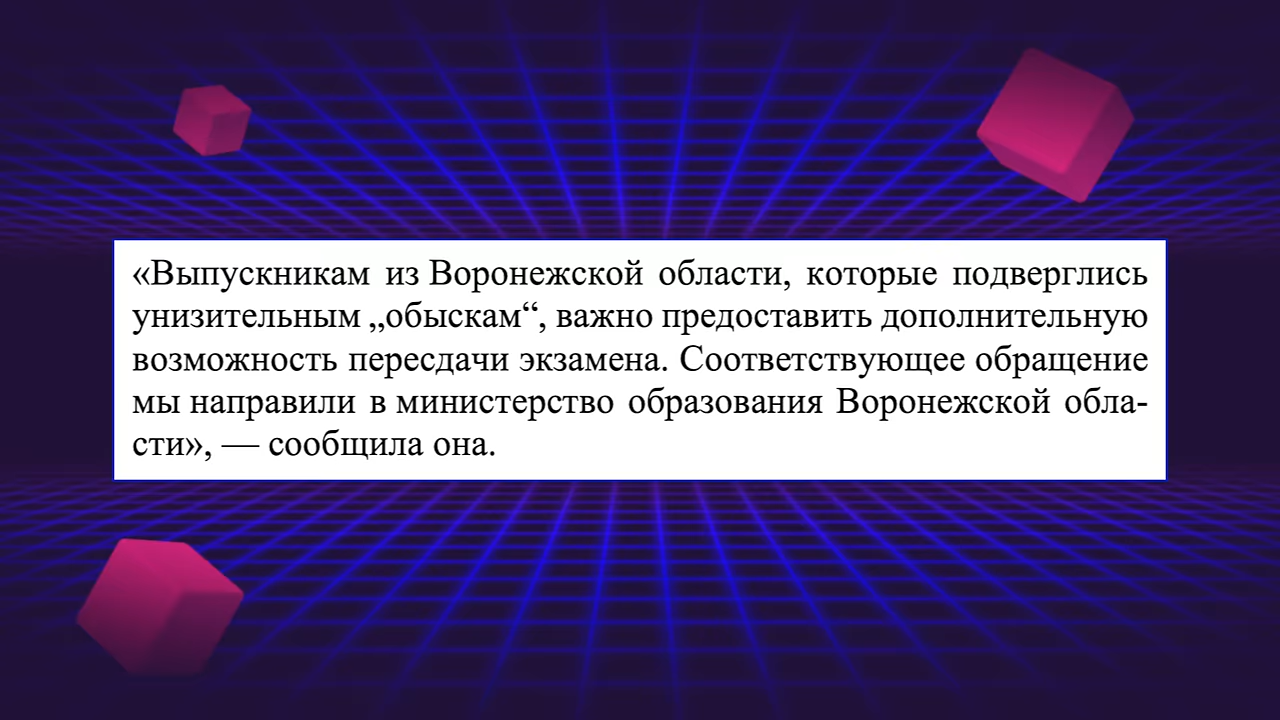 «Выпускникам из Воронежской области, которые подверглись
унизительным „обыскам“, важно предоставить дополнительную
возможность пересдачи экзамена. Соответствующее обращение
мы направили в министерство образования Воронежской обла-
сти», — сообщила она.